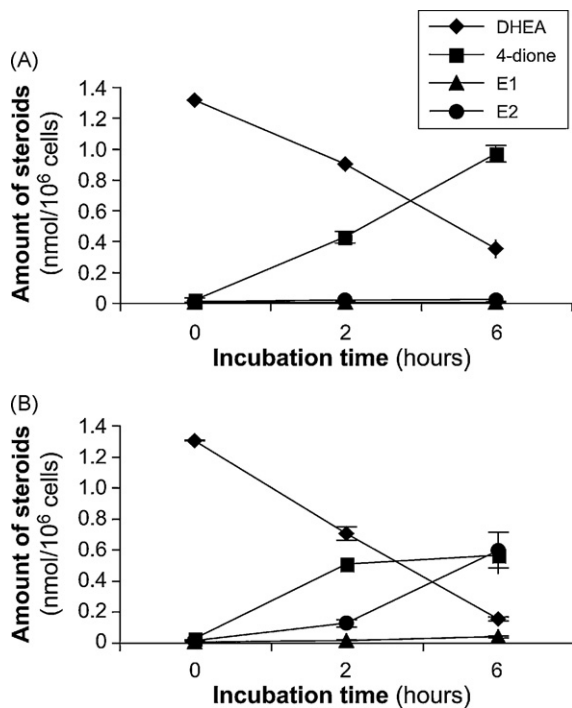 DHEA
4-dione
E1
E2
(A)
Amount of steroids
(nmol/10⁶ cells)
1.4
1.2
1.0
0.8
0.6
0.4
0.2
0
0 2 6
Incubation time (hours)
(B)
Amount of steroids
(nmol/10⁶ cells)
1.4
1.2
1.0
0.8
0.6
0.4
0.2
0
0 2 6
Incubation time (hours)